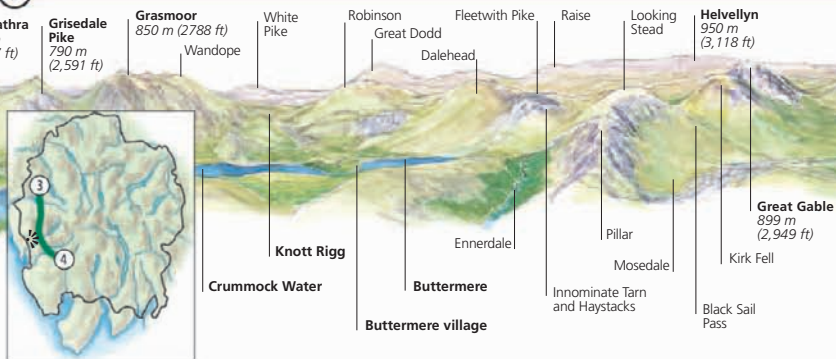 Grisedale
Pike
790 m
(2,591 ft)
Grasmoor
850 m (2788 ft)
Wandope
White
Pike
Robinson
Great Dodd
Dalehead
Fleetwith Pike
Raise
Looking
Stead
Helvellyn
950 m
(3,118 ft)
3
4
Knott Rigg
Crummock Water
Buttermere
Buttermere village
Ennerdale
Pillar
Innominate Tarn
and Haystacks
Mosedale
Black Sail
Pass
Kirk Fell
Great Gable
899 m
(2,949 ft)